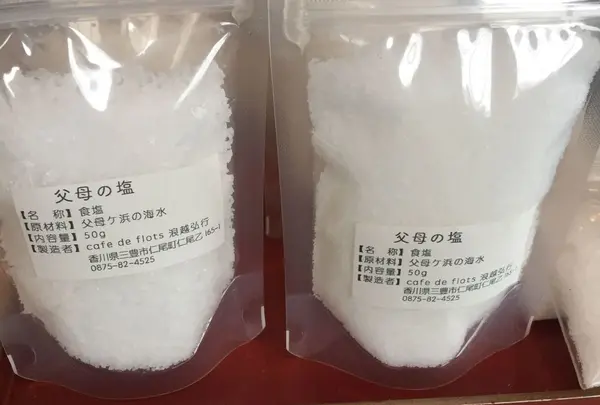 父母の塩
【名　称】食塩
【原材料】父母ケ浜の海水
【内容量】50g
【製造者】cafe de flots 浪越弘行
香川県三豊市仁尾町仁尾乙165-1
0875-82-4525
父母の塩
【名　称】食塩
【原材料】父母ケ浜の海水
【内容量】50g
【製造者】cafe de flots 浪越弘行
香川県三豊市仁尾町仁尾乙
0875-82-4525